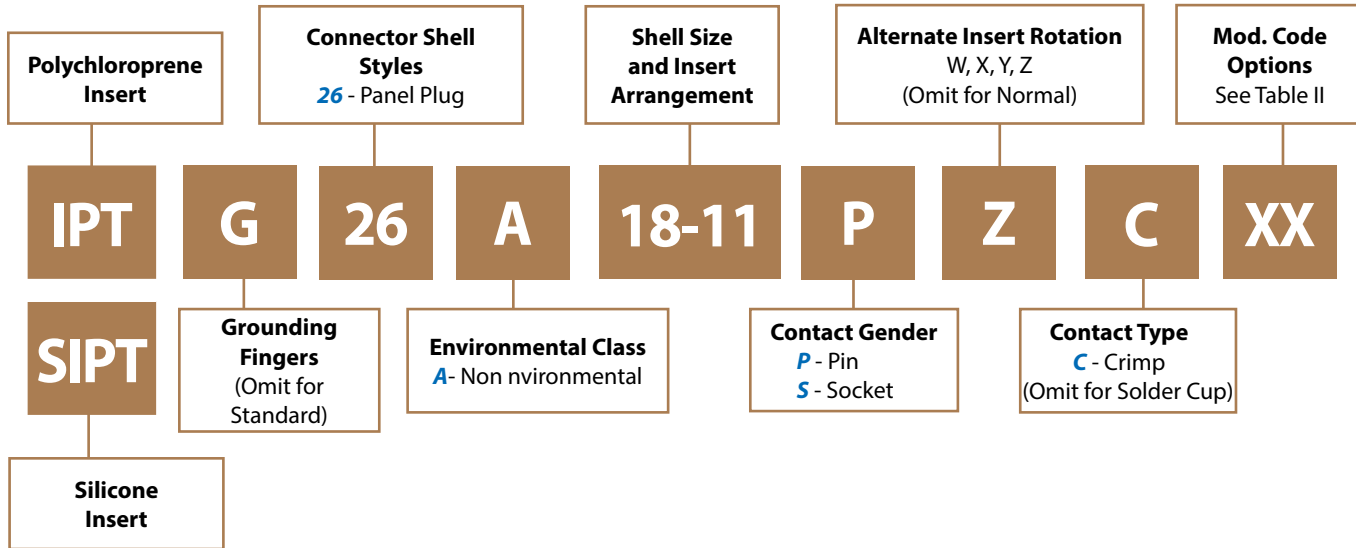 Polychloroprene
Insert
Connector Shell
Styles
26 - Panel Plug
Shell Size
and Insert
Arrangement
Alternate Insert Rotation
W, X, Y, Z
(Omit for Normal)
Mod. Code
Options
See Table II
IPT
G
26
A
18-11
P
Z
C
XX
SIPT
Grounding
Fingers
(Omit for
Standard)
Environmental Class
A- Non nvironmental
Contact Gender
P - Pin
S - Socket
Contact Type
C - Crimp
(Omit for Solder Cup)
Silicone
Insert